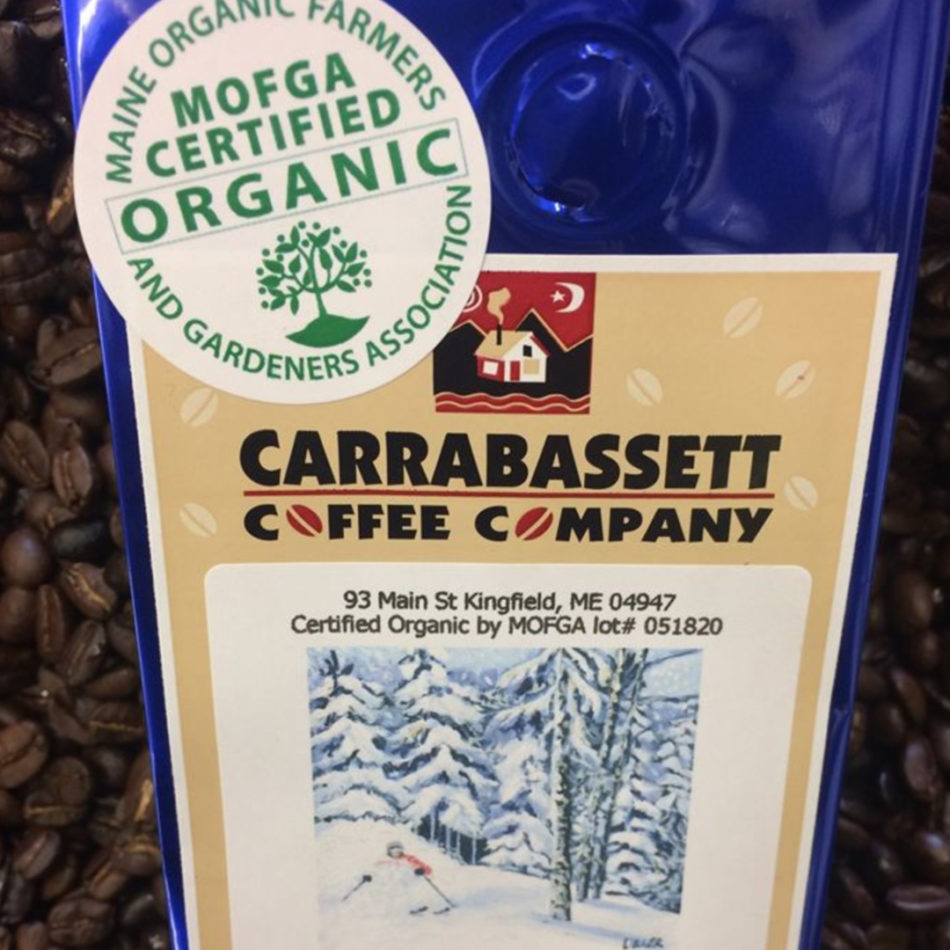 MAINE ORGANIC FARMERS
MOFGA
CERTIFIED
ORGANIC
AND GARDENERS ASSOCIATION
CARRABASSETT
COFFEE COMPANY
93 Main St Kingfield, ME 04947
Certified Organic by MOFGA lot# 051820